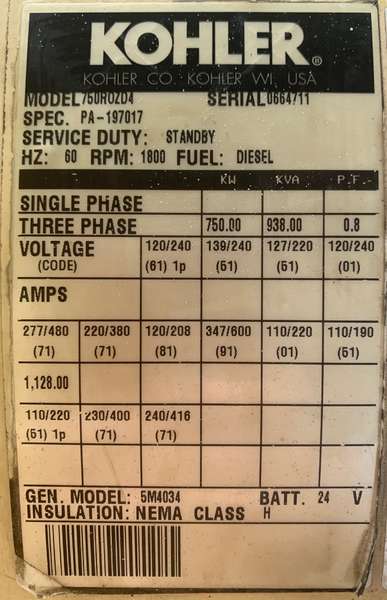 KOHLER®
KOHLER CO. KOHLER WI. USA
MODEL 750ROZD4 SERIAL 0664711
SPEC. PA-197017
SERVICE DUTY: STANDBY
HZ: 60 RPM: 1800 FUEL: DIESEL
KW KVA P.F.
SINGLE PHASE
THREE PHASE 750.00 938.00 0.8
VOLTAGE 120/240 139/240 127/220 120/240
(CODE) (61) 1p (51) (51) (01)
AMPS
277/480 220/380 120/208 347/600 110/220 110/190
(71) (71) (81) (91) (01) (51)
1,128.00
110/220 230/400 240/416
(51) 1p (71) (71)
GEN. MODEL: 5M4034 BATT. 24 V
INSULATION: NEMA CLASS H